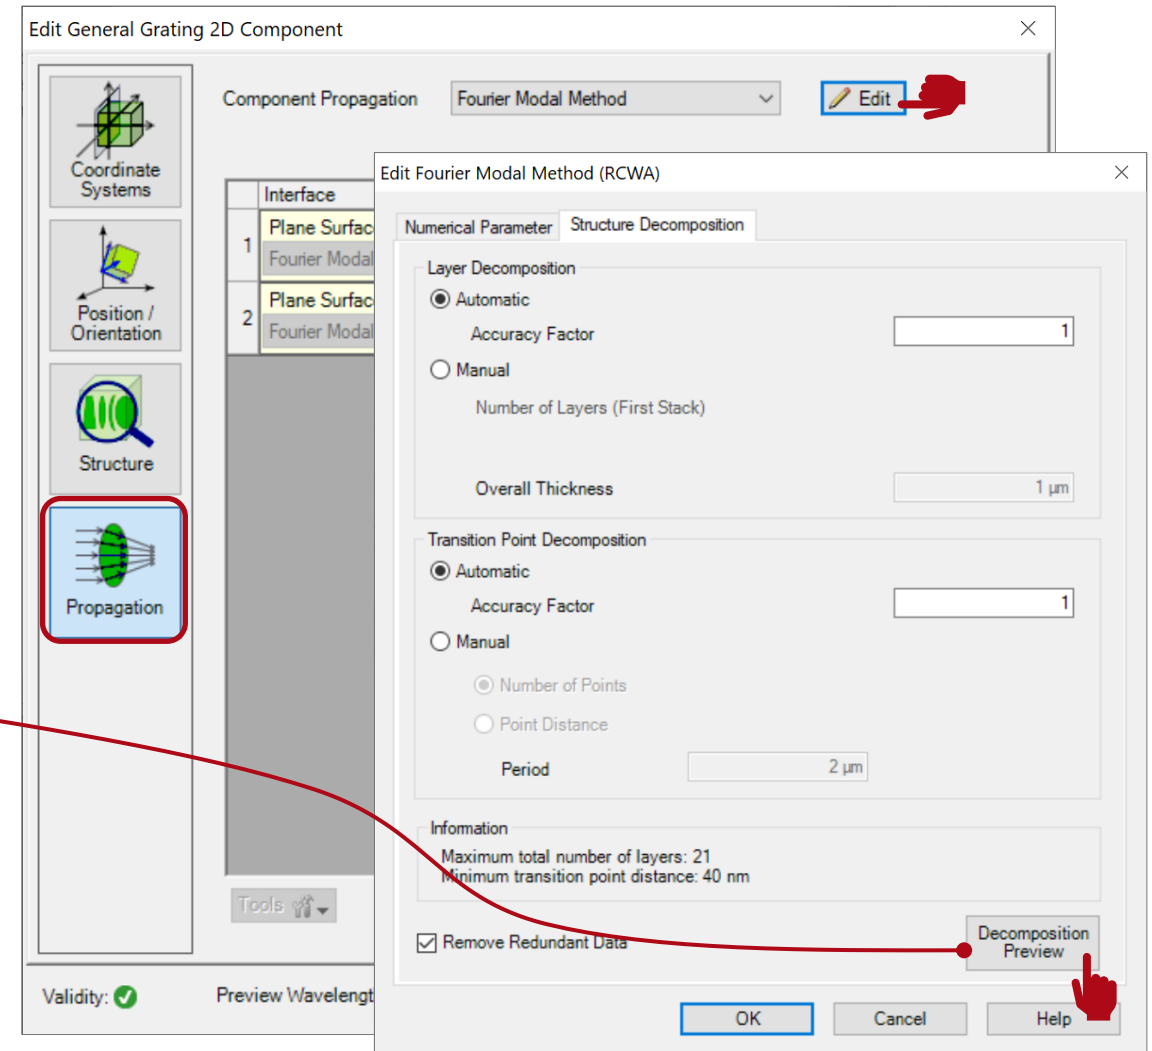 Edit General Grating 2D Component
Component Propagation
Fourier Modal Method
Edit
Coordinate
Systems
Position /
Orientation
Structure
Propagation
Interface
1
Plane Surfac
Fourier Modal
2
Plane Surfac
Fourier Modal
Tools
Validity:
Preview Wavelengt
Edit Fourier Modal Method (RCWA)
Numerical Parameter
Structure Decomposition
Layer Decomposition
Automatic
Accuracy Factor
1
Manual
Number of Layers (First Stack)
Overall Thickness
1 µm
Transition Point Decomposition
Automatic
Accuracy Factor
1
Manual
Number of Points
Point Distance
Period
2 µm
Information
Maximum total number of layers: 21
Minimum transition point distance: 40 nm
Remove Redundant Data
Decomposition
Preview
OK
Cancel
Help